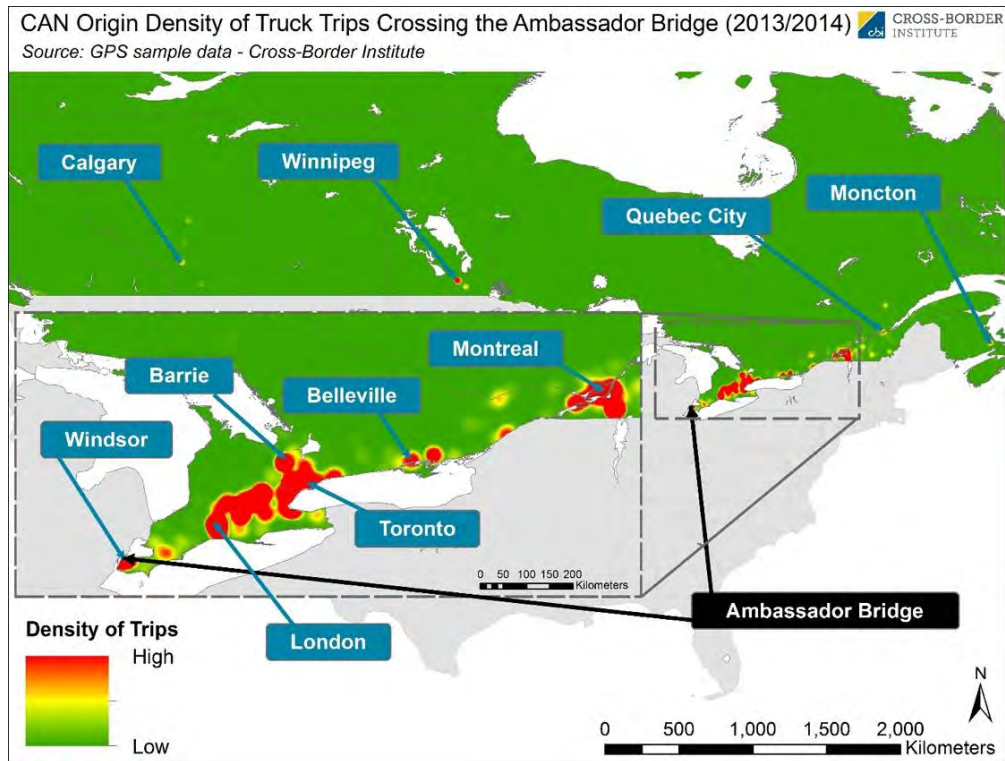 CAN Origin Density of Truck Trips Crossing the Ambassador Bridge (2013/2014)
cbi
CROSS-BORDER
INSTITUTE
Source: GPS sample data - Cross-Border Institute
Calgary
Winnipeg
Quebec City
Moncton
Montreal
Barrie
Belleville
Windsor
Toronto
London
0 50 100 150 200
Kilometers
Ambassador Bridge
Density of Trips
High
Low
N
0 500 1,000 1,500 2,000
Kilometers